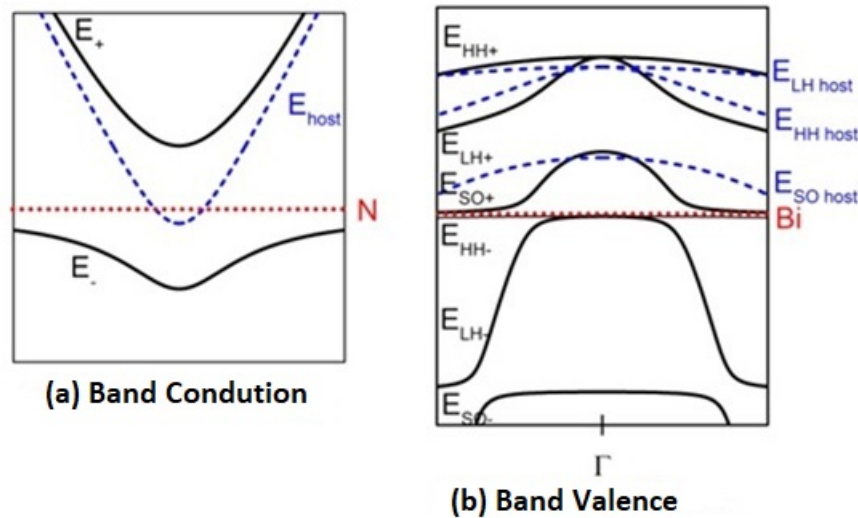 E+
Ehost
N
E-
(a) Band Condution
EHH+
ELH host
EHH host
ELH+
ESO+
ESO host
Bi
EHH-
ELH-
ESO-
Γ
(b) Band Valence